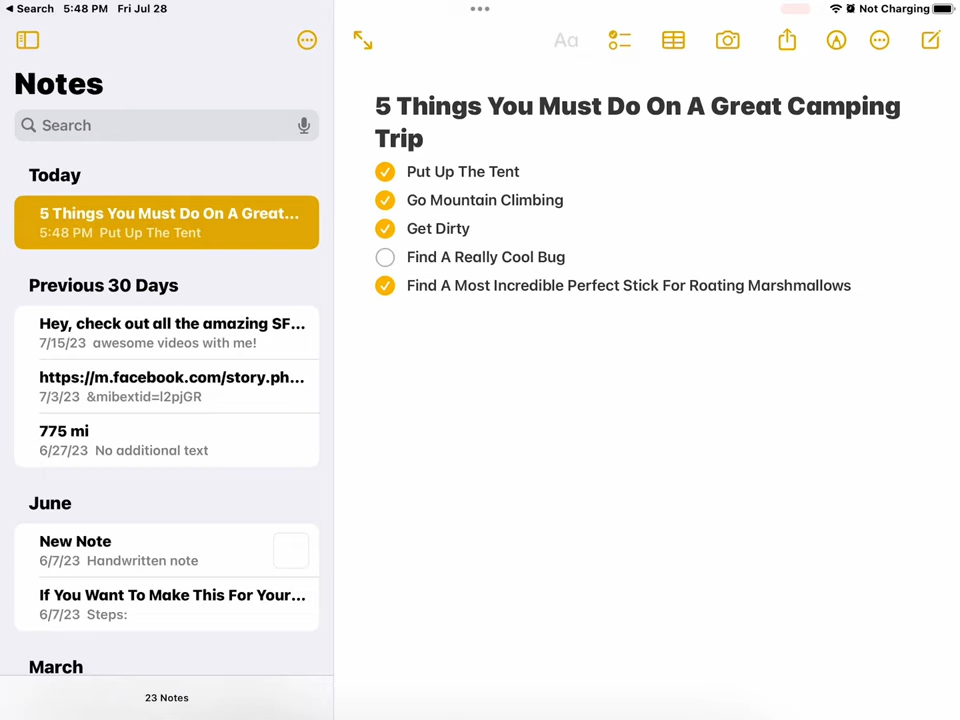 Search 5:48 PM Fri Jul 28
Not Charging
Notes
Search
Today
5 Things You Must Do On A Great...
5:48 PM Put Up The Tent
Previous 30 Days
Hey, check out all the amazing SF...
7/15/23 awesome videos with me!
https://m.facebook.com/story.ph...
7/3/23 &mibextid=I2pjGR
775 mi
6/27/23 No additional text
June
New Note
6/7/23 Handwritten note
If You Want To Make This For Your...
6/7/23 Steps:
March
23 Notes
Aa
5 Things You Must Do On A Great Camping
Trip
Put Up The Tent
Go Mountain Climbing
Get Dirty
Find A Really Cool Bug
Find A Most Incredible Perfect Stick For Roating Marshmallows